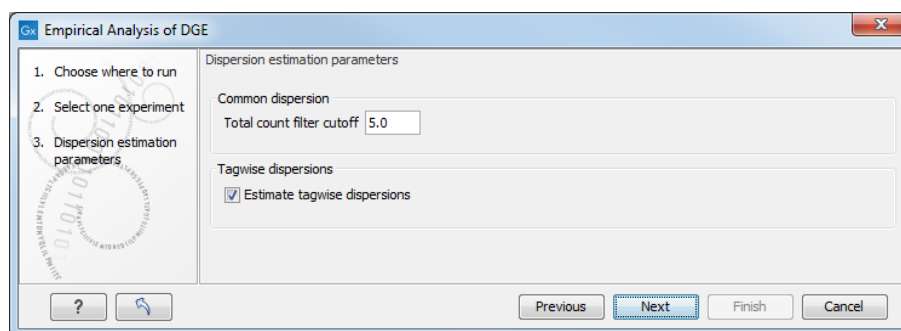 Gx Empirical Analysis of DGE
1. Choose where to run
2. Select one experiment
3. Dispersion estimation
parameters
Dispersion estimation parameters
Common dispersion
Total count filter cutoff 5.0
Tagwise dispersions
Estimate tagwise dispersions
?
Previous
Next
Finish
Cancel